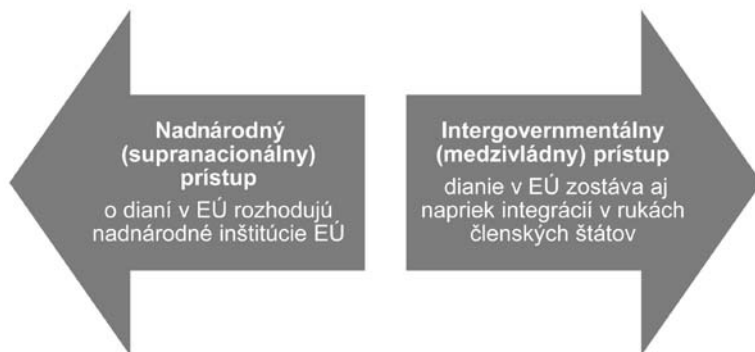 Nadnárodný
(supranacionálny)
prístup
o dianí v EÚ rozhodujú
nadnárodné inštitúcie EÚ
Intergovernmentálny
(medzivládny) prístup
dianie v EÚ zostáva aj
napriek integrácií v rukách
členských štátov